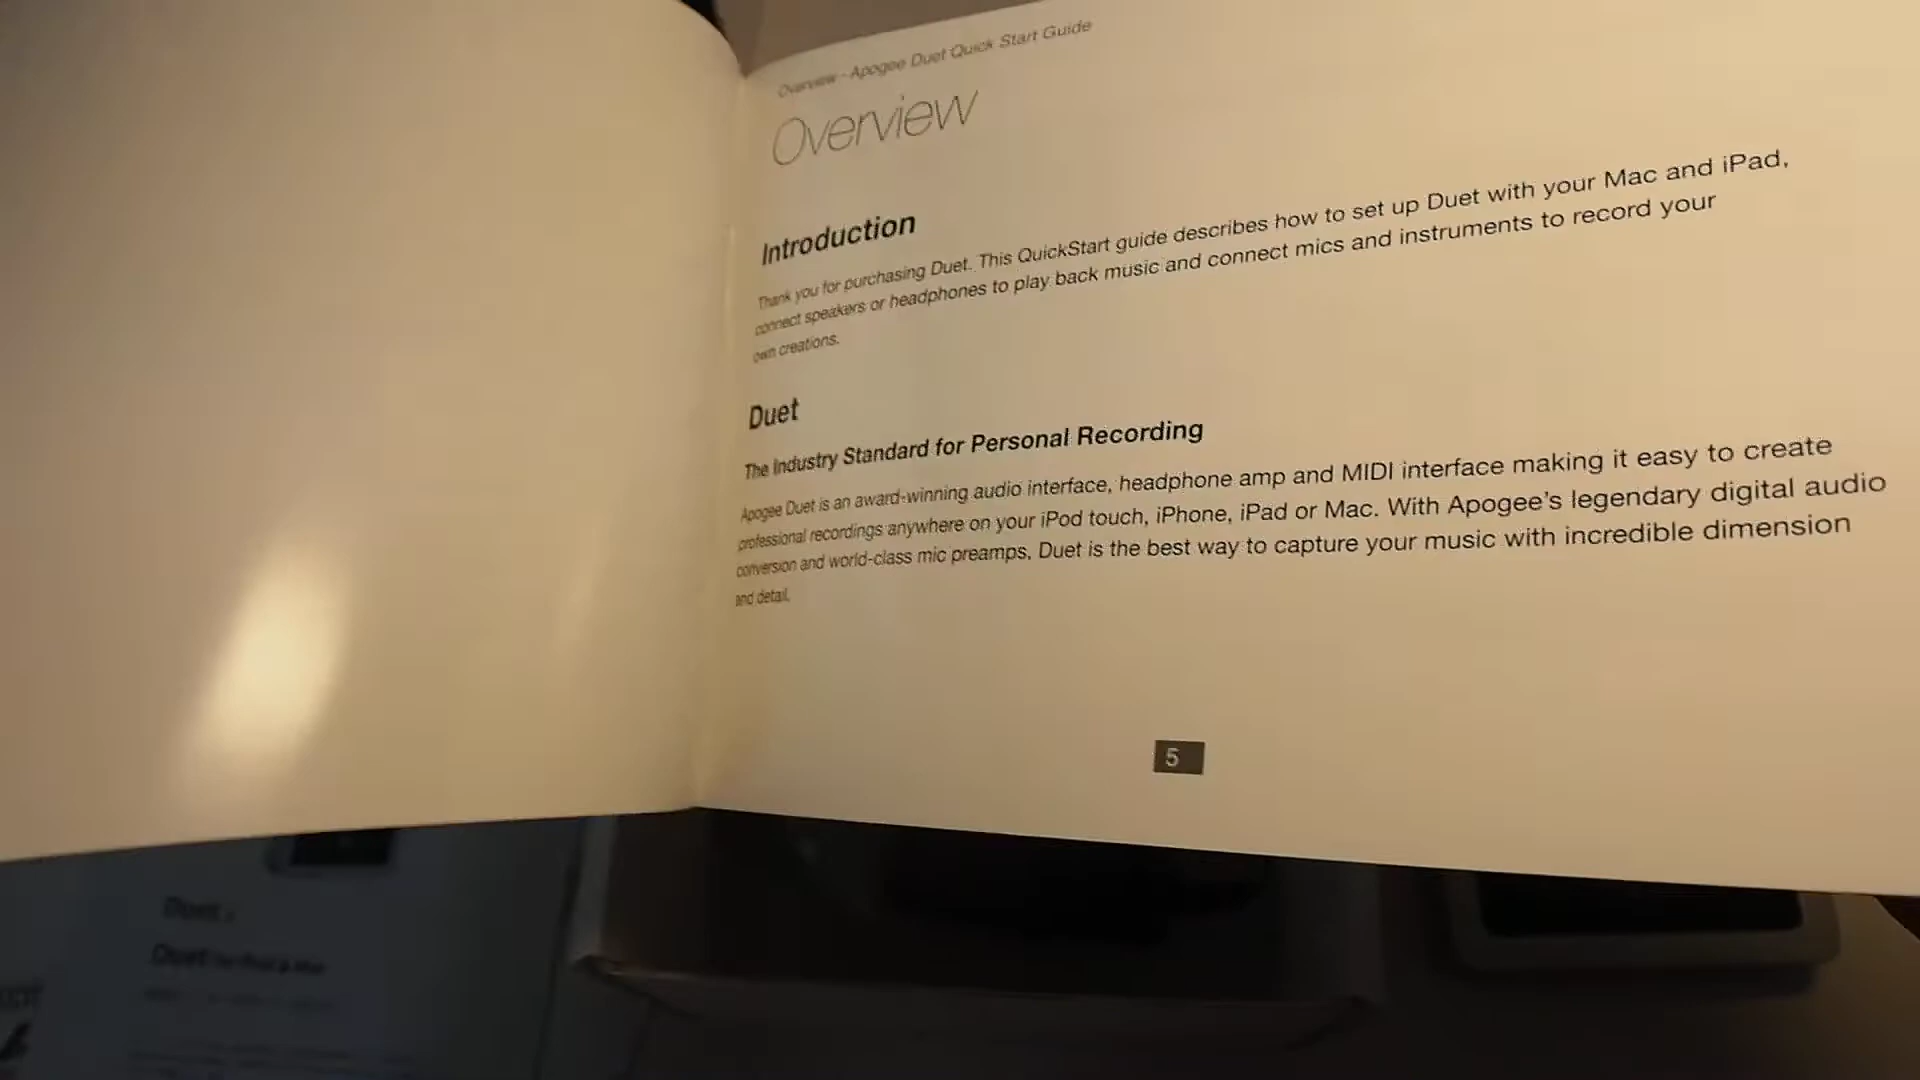 Overview - Apogee Duet Quick Start Guide
Overview
Introduction
Thank you for purchasing Duet. This QuickStart guide describes how to set up Duet with your Mac and iPad,
connect speakers or headphones to play back music and connect mics and instruments to record your
own creations.
Duet
The Industry Standard for Personal Recording
Apogee Duet is an award-winning audio interface, headphone amp and MIDI interface making it easy to create
professional recordings anywhere on your iPod touch, iPhone, iPad or Mac. With Apogee's legendary digital audio
conversion and world-class mic preamps, Duet is the best way to capture your music with incredible dimension
and detail.
5
Duet
Duet for iPad & Mac